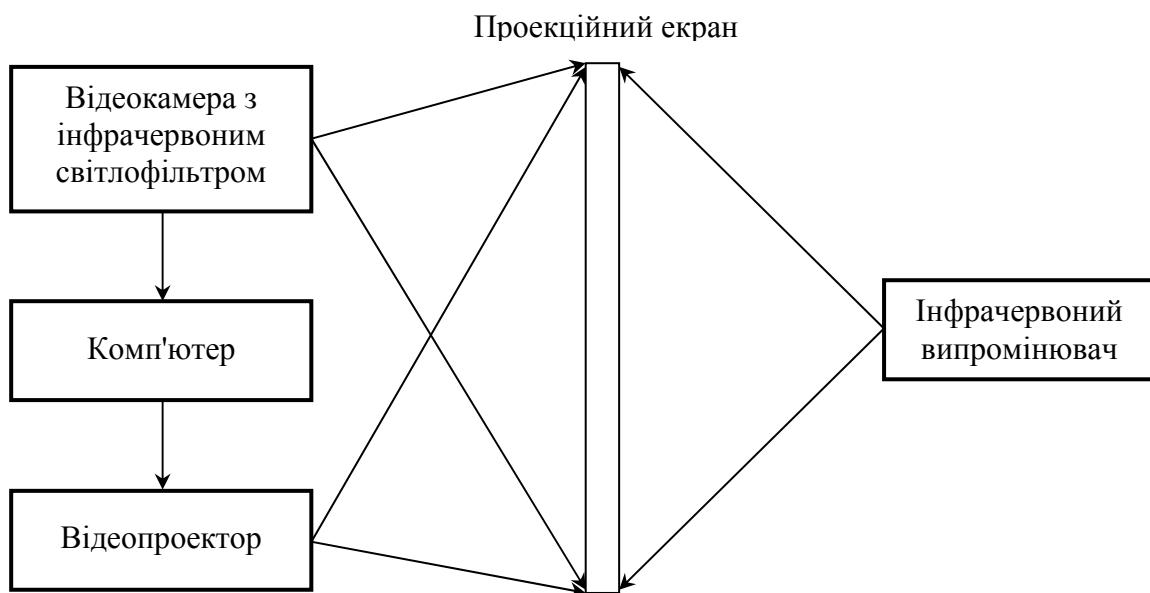 Проекційний екран
Відеокамера з
інфрачервоним
світлофільтром
Комп'ютер
Відеопроектор
Інфрачервоний
випромінювач